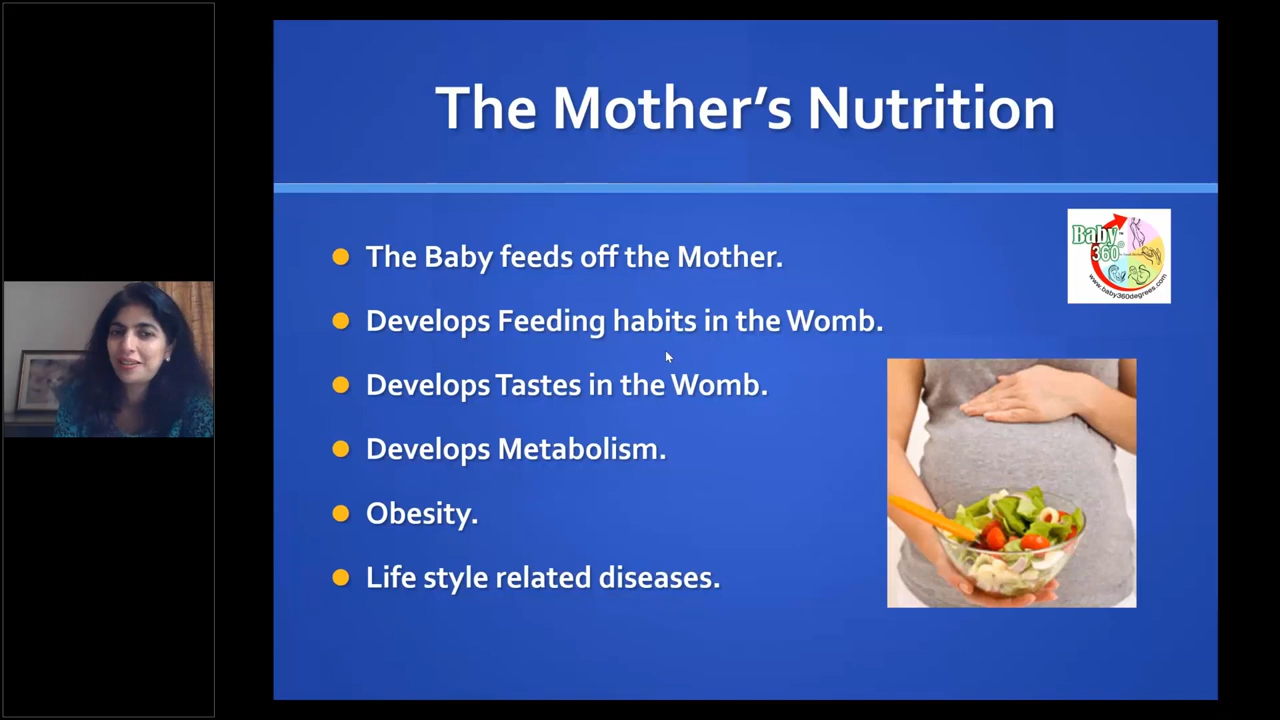 The Mother's Nutrition
The Baby feeds off the Mother.
Develops Feeding habits in the Womb.
Develops Tastes in the Womb.
Develops Metabolism.
Obesity.
Life style related diseases.
Baby
360°
www.baby360degrees.com